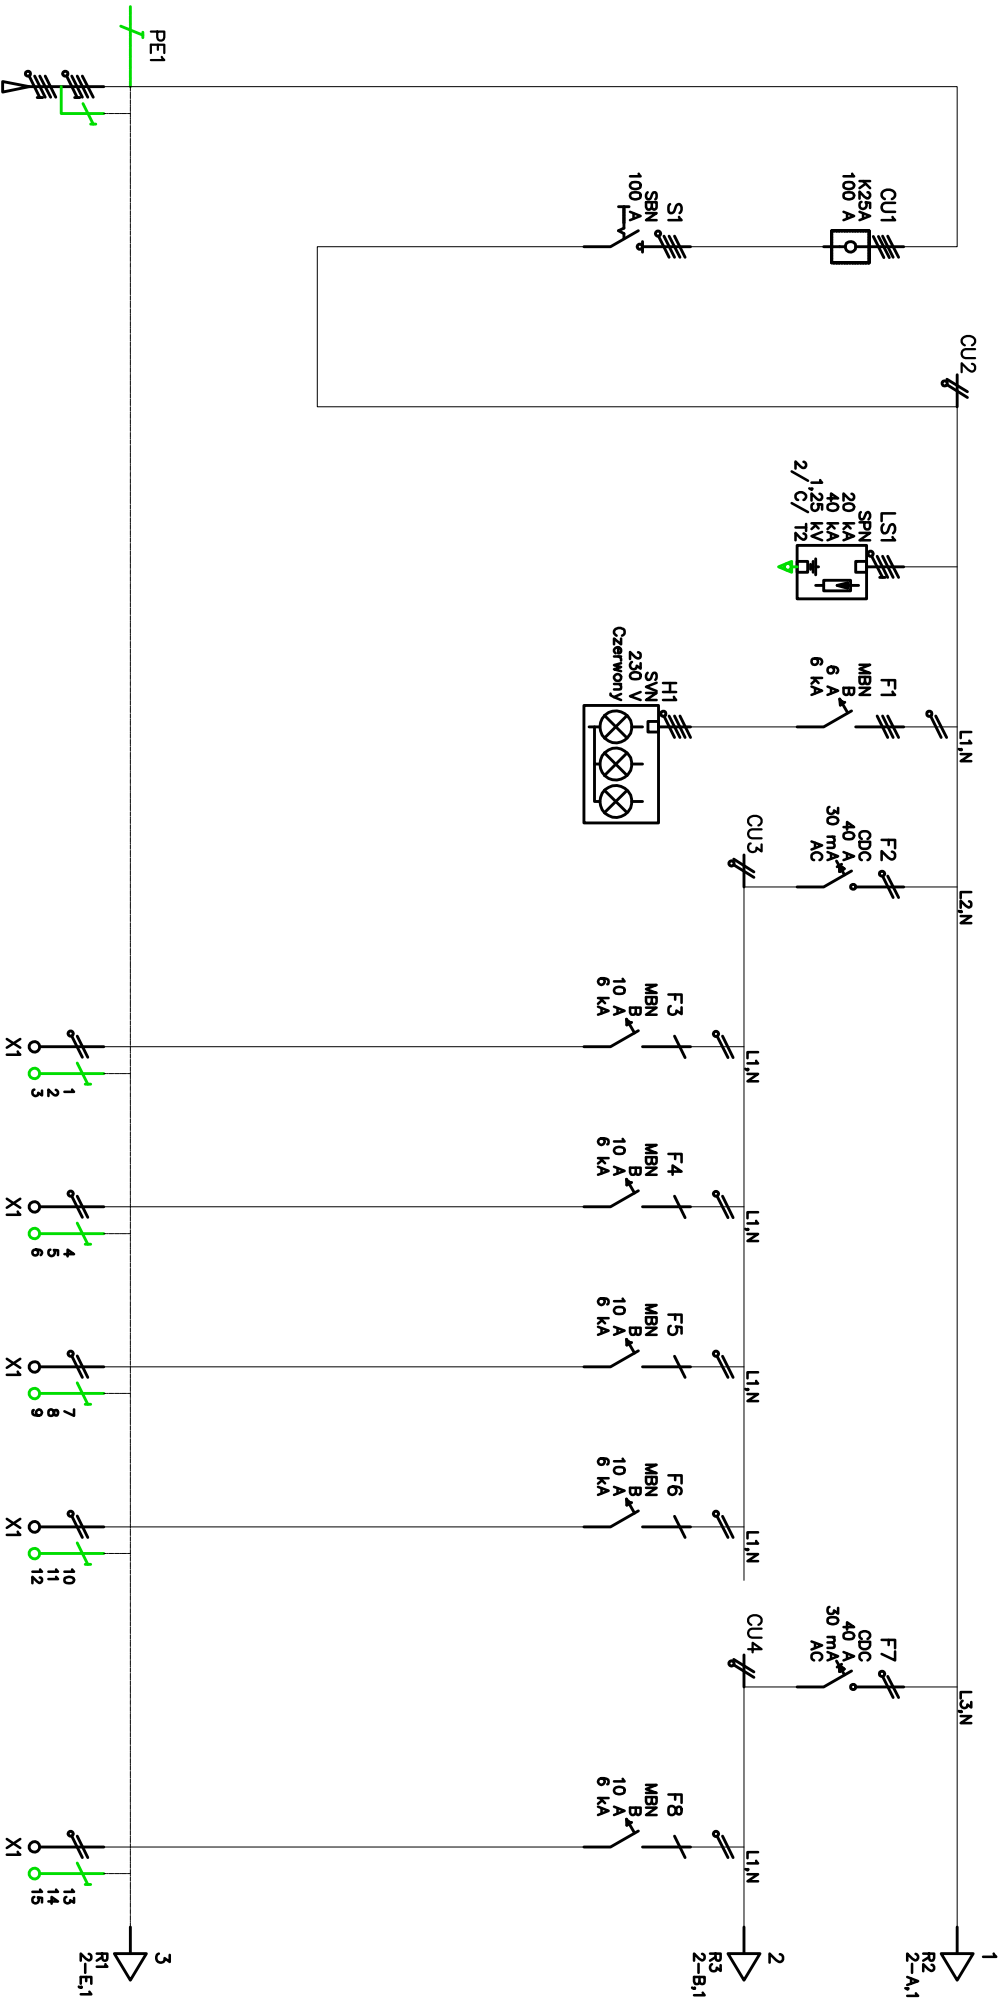 PE1
CU1
K25A
100 A
S1
SBN
100 A
CU2
LS1
SPN
20 kA
40 kA
1,25 kV
2/ C/ T2
F1
MBN
B
6 A
6 kA
L1,N
H1
SVN
230 V
Czerwony
F2
CDC
40 A
30 mA
AC
L2,N
CU3
F3
MBN
B
10 A
6 kA
L1,N
X1
1
2
3
F4
MBN
B
10 A
6 kA
L1,N
X1
4
5
6
F5
MBN
B
10 A
6 kA
L1,N
X1
7
8
9
F6
MBN
B
10 A
6 kA
L1,N
X1
10
11
12
F7
CDC
40 A
30 mA
AC
L3,N
CU4
F8
MBN
B
10 A
6 kA
L1,N
X1
13
14
15
1
R2
2-A,1
2
R3
2-B,1
3
R1
2-E,1